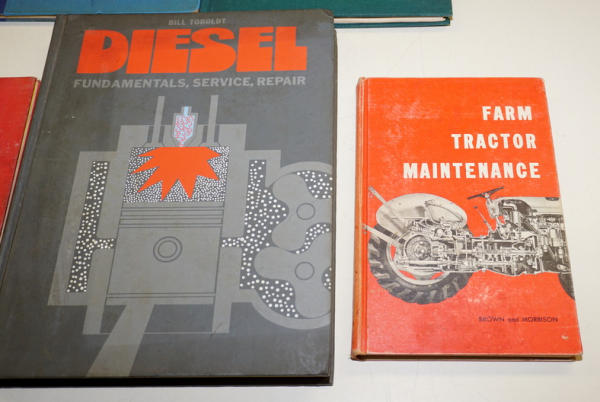 BILL TOBOLDT
DIESEL
FUNDAMENTALS, SERVICE, REPAIR
FARM
TRACTOR
MAINTENANCE
BROWN and MORRISON